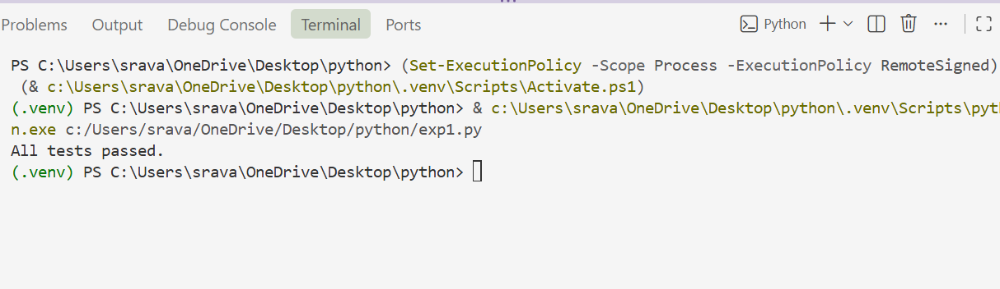 Problems Output Debug Console Terminal Ports Python
PS C:\Users\srava\OneDrive\Desktop\python> (Set-ExecutionPolicy -Scope Process -ExecutionPolicy RemoteSigned)
(& c:\Users\srava\OneDrive\Desktop\python\.venv\Scripts\Activate.ps1)
(.venv) PS C:\Users\srava\OneDrive\Desktop\python> & c:\Users\srava\OneDrive\Desktop\python\.venv\Scripts\pyth
n.exe c:/Users/srava/OneDrive/Desktop/python/exp1.py
All tests passed.
(.venv) PS C:\Users\srava\OneDrive\Desktop\python>